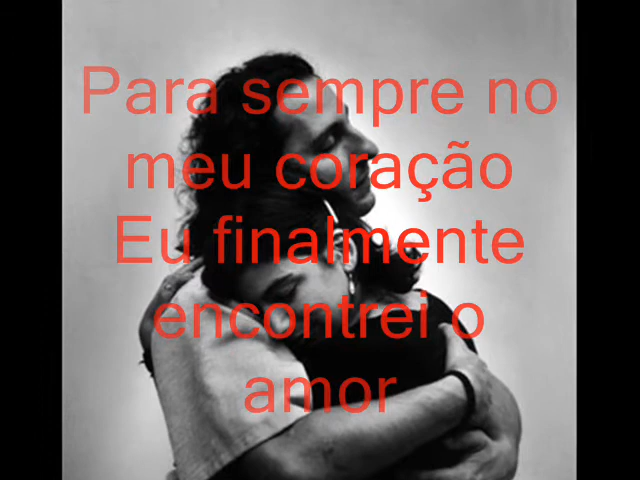 Para sempre no
meu coração
Eu finalmente
encontrei o
amor